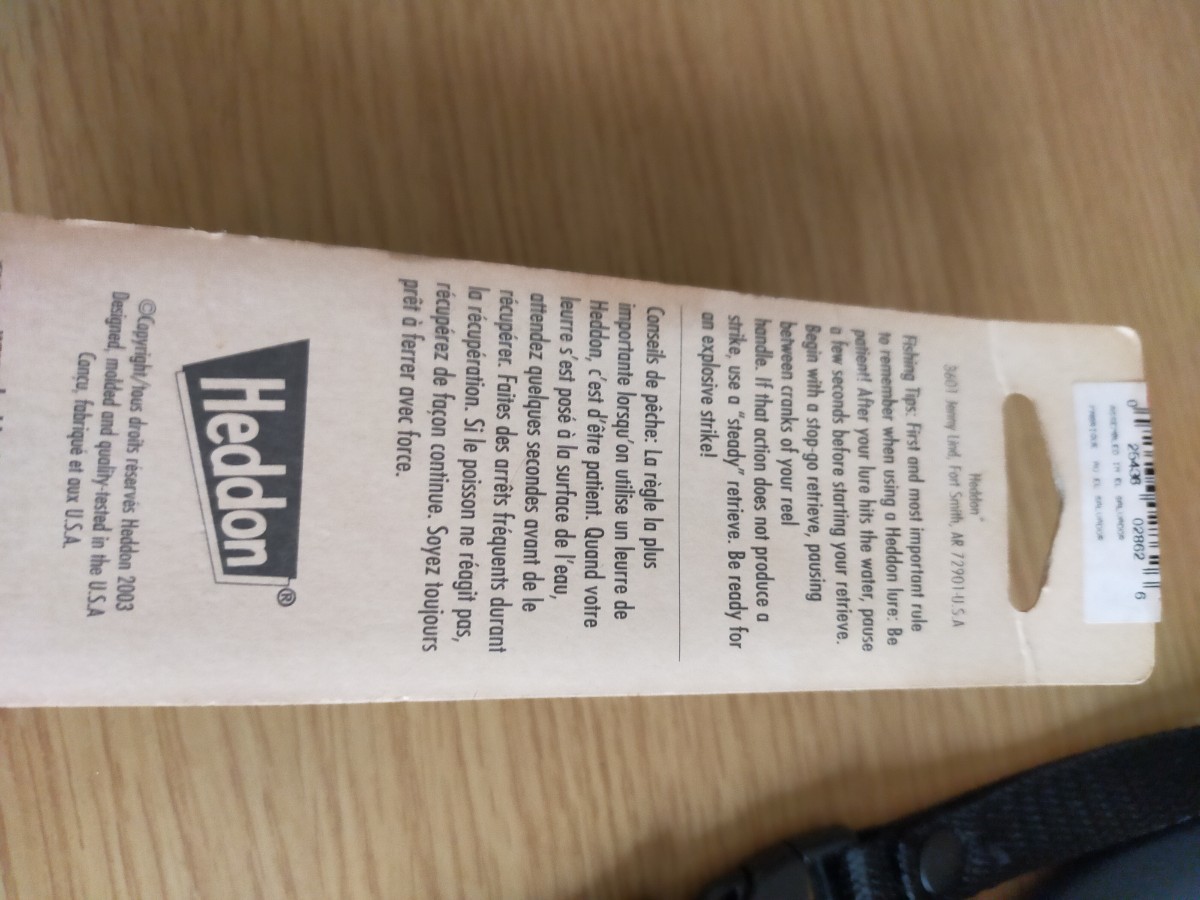 ASSEMBLED IN EL SALVADOR
0 25436 02862 6
Heddon®
3601 Jenny Lind, Fort Smith, AR 72901-U.S.A
Fishing Tips: First and most important rule
to remember when using a Heddon lure: Be
patient! After your lure hits the water, pause
a few seconds before starting your retrieve.
Begin with a stop-go retrieve, pausing
between cranks of your reel
handle. If that action does not produce a
strike, use a "steady" retrieve. Be ready for
an explosive strike!
Conseils de pêche: La règle la plus
importante lorsqu'on utilise un leurre de
Heddon, c'est d'être patient. Quand votre
leurre s'est posé à la surface de l'eau,
attendez quelques secondes avant de le
récupérer. Faites des arrêts fréquents durant
la récupération. Si le poisson ne réagit pas,
récupérez de façon continue. Soyez toujours
prêt à ferrer avec force.
Heddon®
©Copyright/tous droits réservés Heddon 2003
Designed, molded and quality-tested in the U.S.A
Conçu, fabriqué et aux U.S.A.